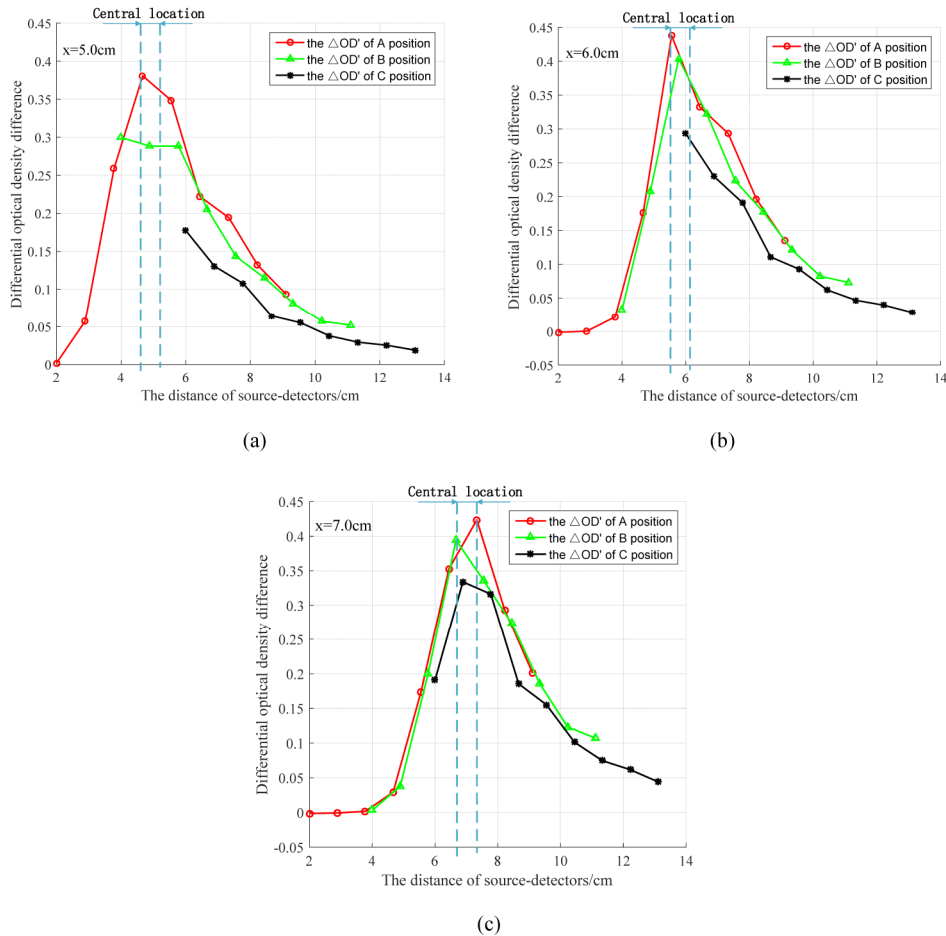 Central location
x=5.0cm
the △OD' of A position
the △OD' of B position
the △OD' of C position
Differential optical density difference
0.45
0.4
0.35
0.3
0.25
0.2
0.15
0.1
0.05
0
2 4 6 8 10 12 14
The distance of source-detectors/cm
(a)
Central location
x=6.0cm
the △OD' of A position
the △OD' of B position
the △OD' of C position
Differential optical density difference
0.45
0.4
0.35
0.3
0.25
0.2
0.15
0.1
0.05
0
-0.05
2 4 6 8 10 12 14
The distance of source-detectors/cm
(b)
Central location
x=7.0cm
the △OD' of A position
the △OD' of B position
the △OD' of C position
Differential optical density difference
0.45
0.4
0.35
0.3
0.25
0.2
0.15
0.1
0.05
0
-0.05
2 4 6 8 10 12 14
The distance of source-detectors/cm
(c)